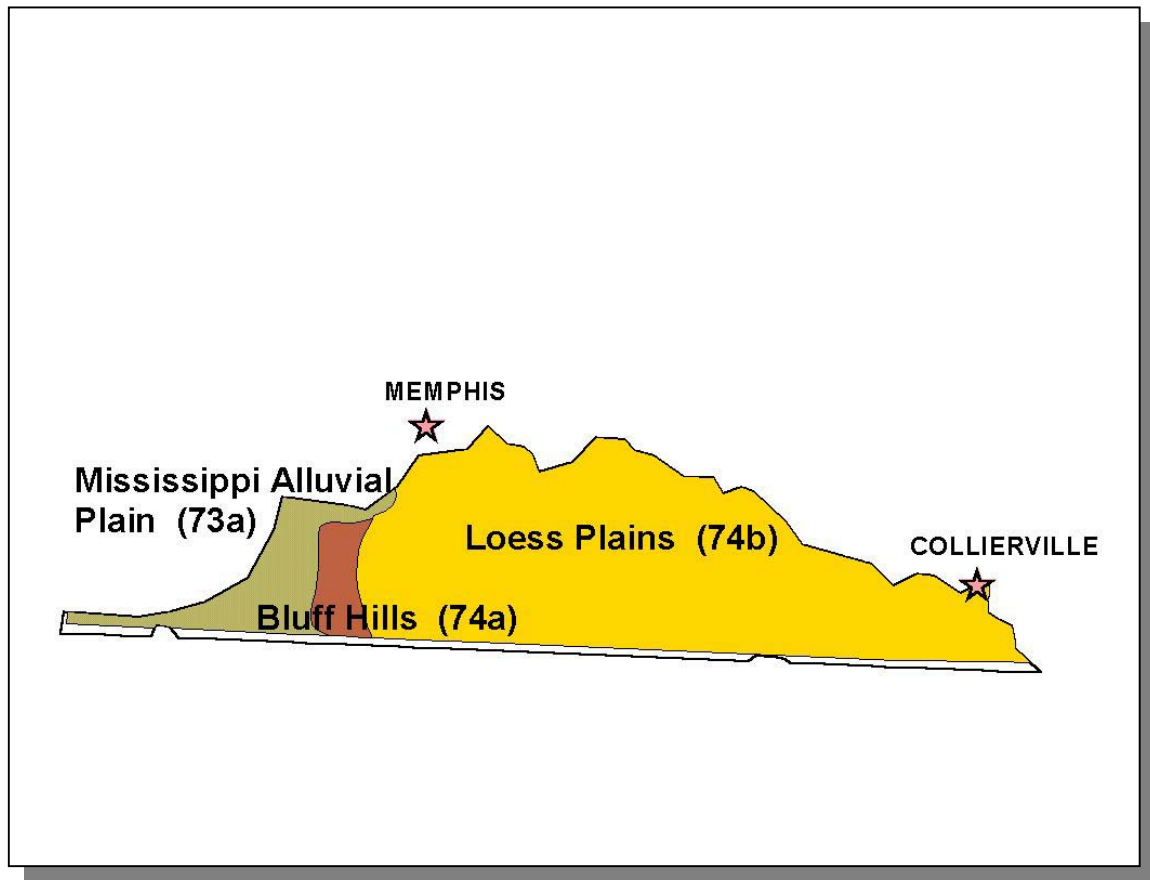 MEMPHIS
Mississippi Alluvial
Plain (73a)
Loess Plains (74b)
COLLIERVILLE
Bluff Hills (74a)